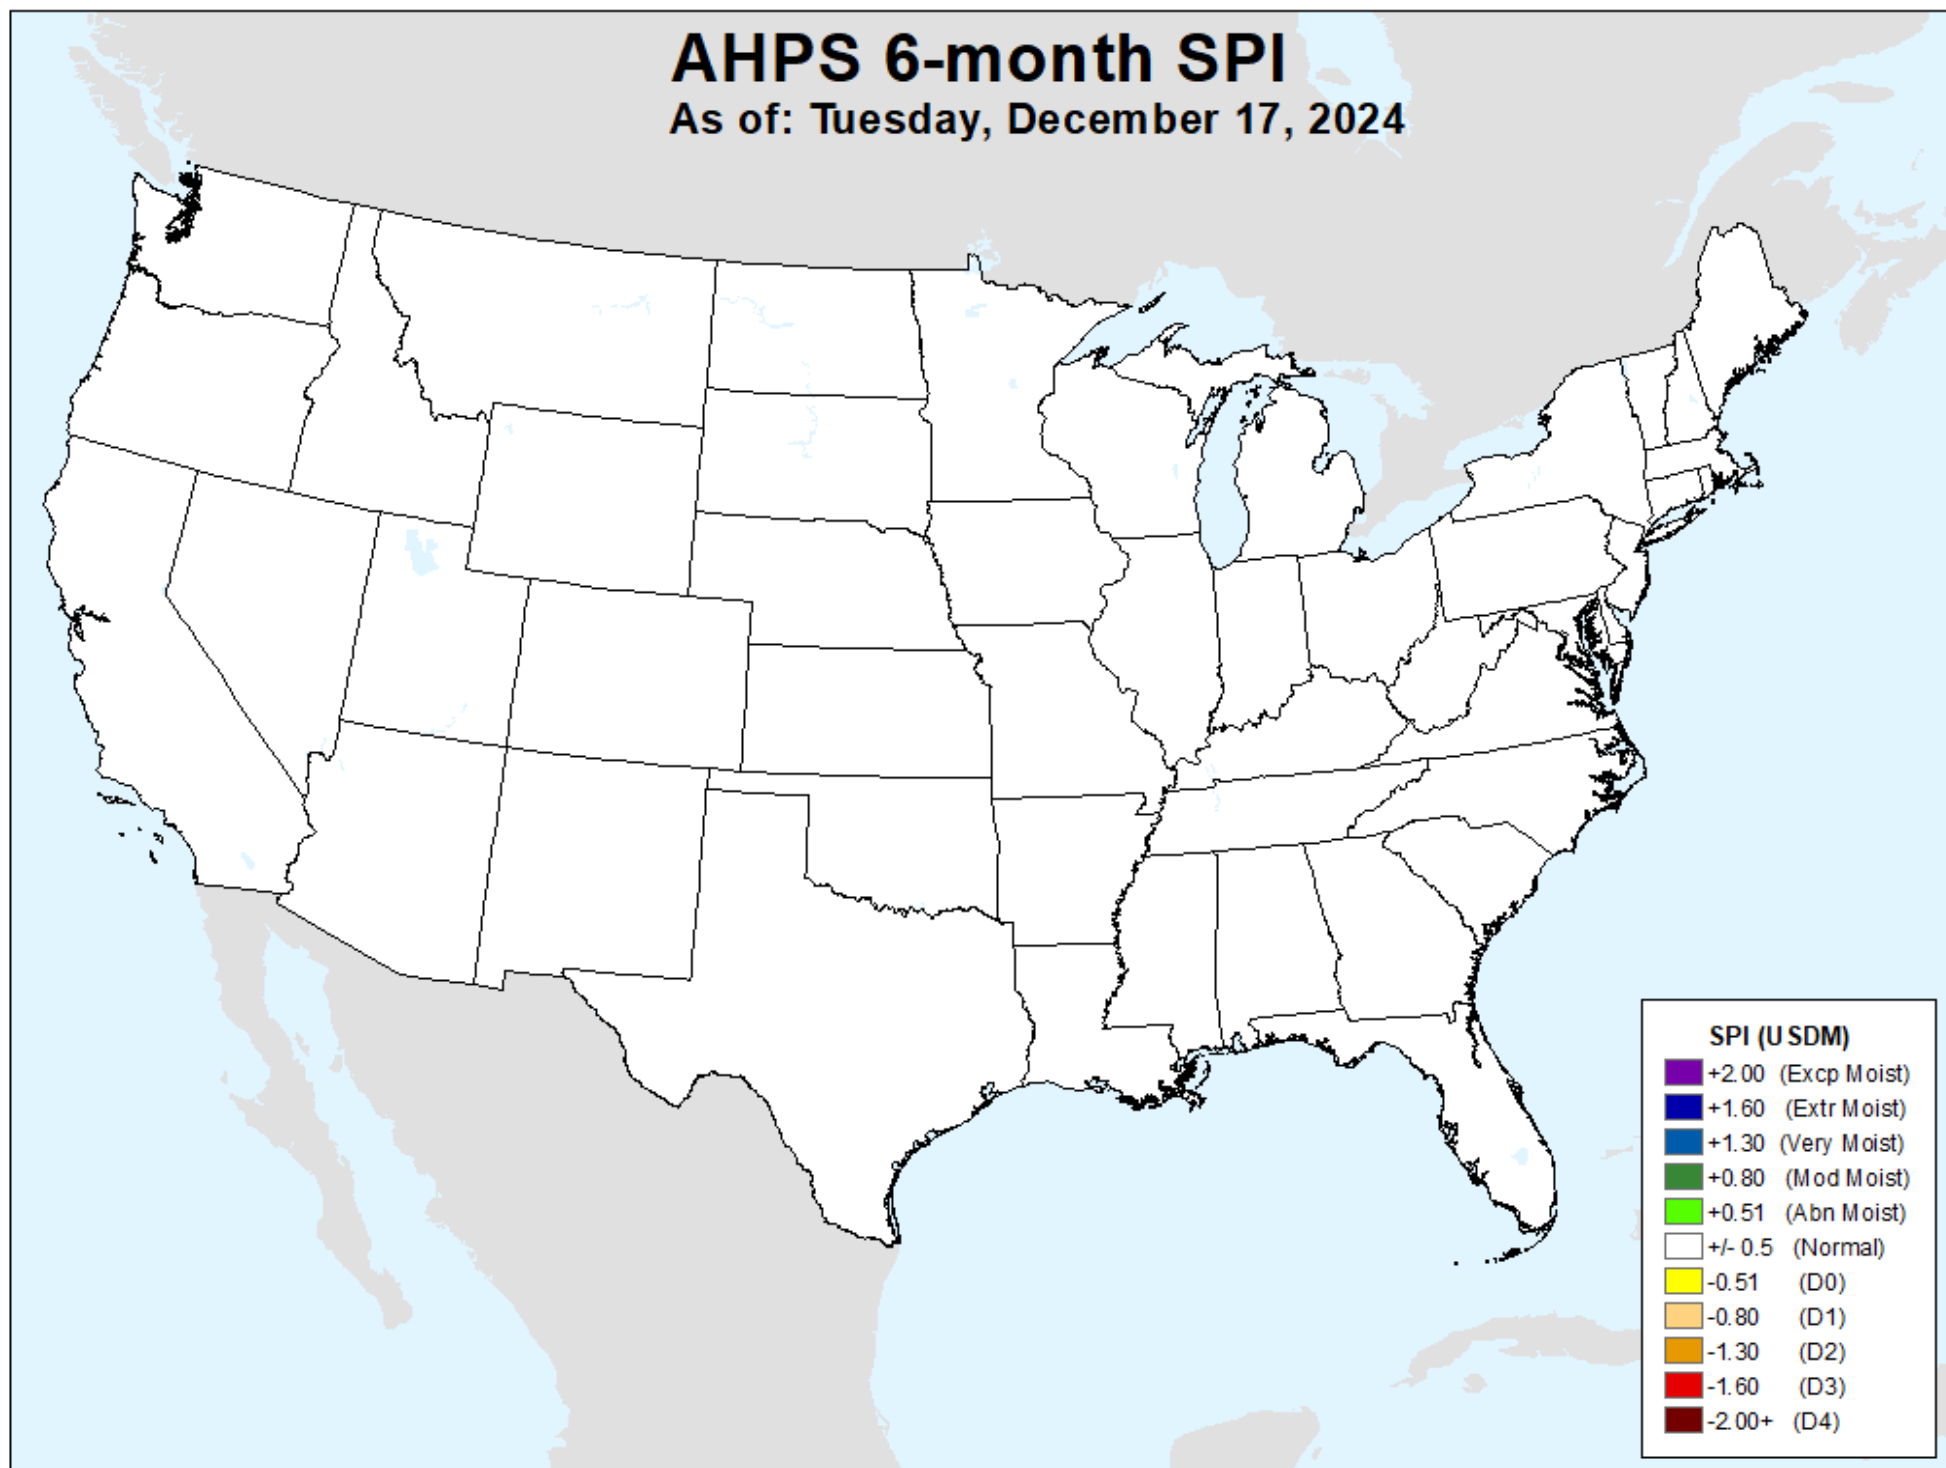 AHPS 6-month SPI
As of: Tuesday, December 17, 2024
SPI (USDM)
+2.00 (Excp Moist)
+1.60 (Extr Moist)
+1.30 (Very Moist)
+0.80 (Mod Moist)
+0.51 (Abn Moist)
+/- 0.5 (Normal)
-0.51 (D0)
-0.80 (D1)
-1.30 (D2)
-1.60 (D3)
-2.00+ (D4)